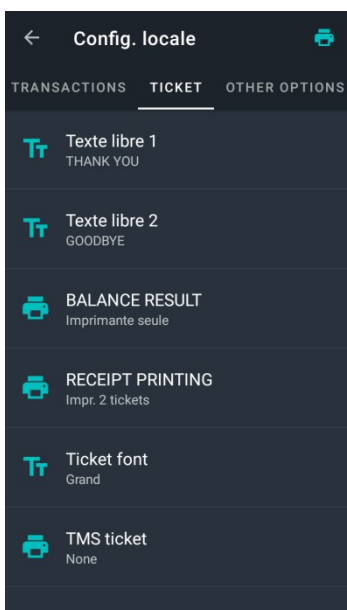 Config. locale
TRANSACTIONS TICKET OTHER OPTIONS
Texte libre 1
THANK YOU
Texte libre 2
GOODBYE
BALANCE RESULT
Imprimante seule
RECEIPT PRINTING
Impr. 2 tickets
Ticket font
Grand
TMS ticket
None